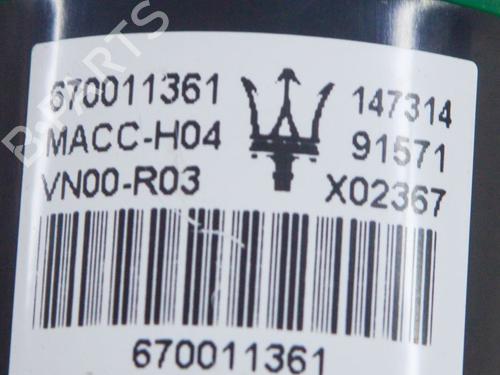 B-PARTS
670011361 147314
MACC-H04 91571
VN00-R03 X02367
670011361